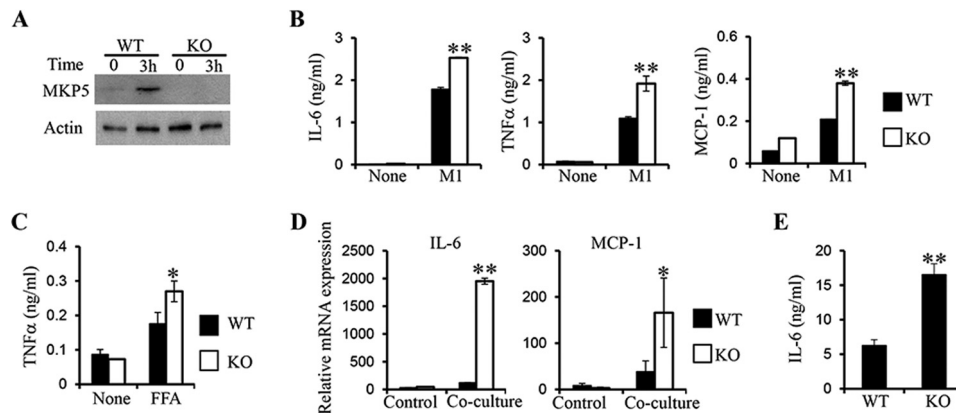 A
WT KO
Time 0 3h 0 3h
MKP5
Actin
B
IL-6 (ng/ml)
3
2
1
0
None M1
**
TNFα (ng/ml)
3
2
1
0
None M1
**
MCP-1 (ng/ml)
0.6
0.4
0.2
0
None M1
**
WT
KO
C
TNFα (ng/ml)
0.3
0.2
0.1
0
None FFA
*
WT
KO
D
Relative mRNA expression
IL-6
2500
2000
1500
1000
500
0
Control Co-culture
**
MCP-1
300
200
100
0
Control Co-culture
*
WT
KO
E
IL-6 (ng/ml)
20
15
10
5
0
WT KO
**